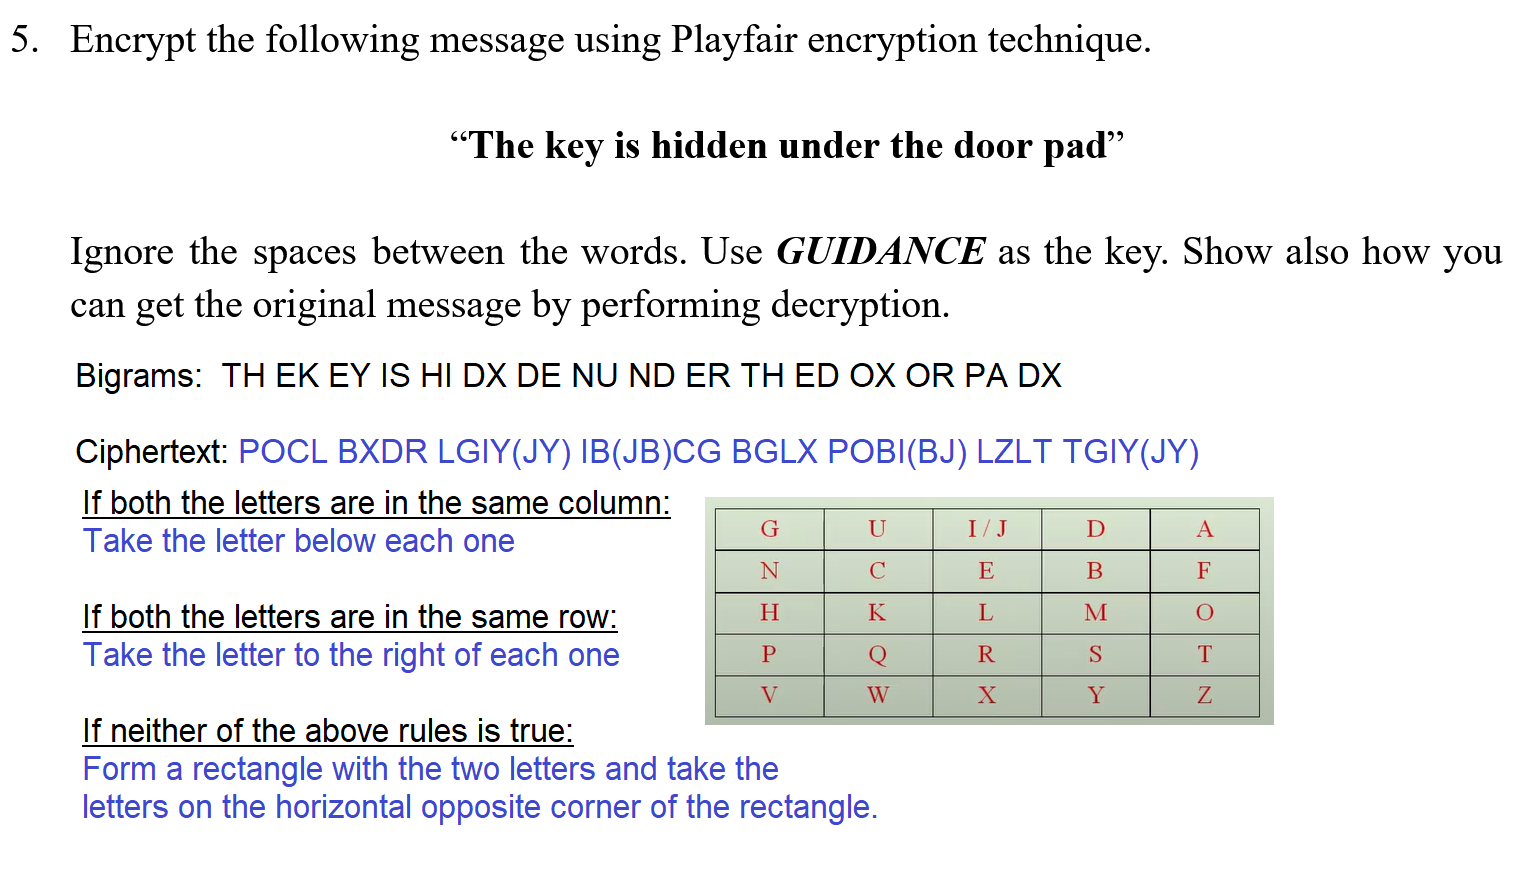 5. Encrypt the following message using Playfair encryption technique.
“The key is hidden under the door pad”
Ignore the spaces between the words. Use GUIDANCE as the key. Show also how you
can get the original message by performing decryption.
Bigrams: TH EK EY IS HI DX DE NU ND ER TH ED OX OR PA DX
Ciphertext: POCL BXDR LGIY(JY) IB(JB)CG BGLX POBI(BJ) LZLT TGIY(JY)
If both the letters are in the same column:
Take the letter below each one
If both the letters are in the same row:
Take the letter to the right of each one
If neither of the above rules is true:
Form a rectangle with the two letters and take the
letters on the horizontal opposite corner of the rectangle.
G U I / J D A
N C E B F
H K L M O
P Q R S T
V W X Y Z